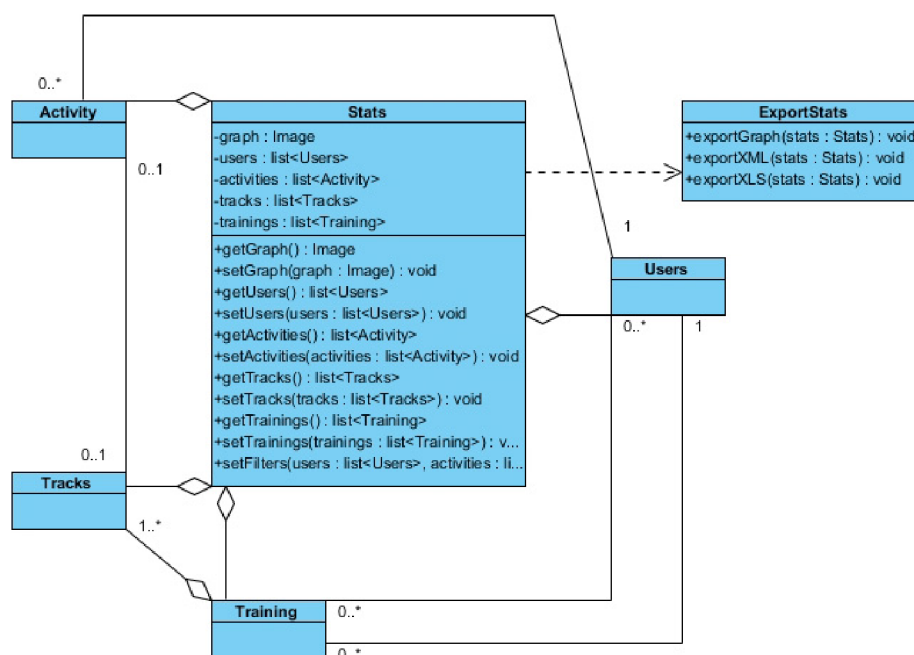 0..*
Activity
0..1
Stats
-graph : Image
-users : list<Users>
-activities : list<Activity>
-tracks : list<Tracks>
-trainings : list<Training>
+getGraph() : Image
+setGraph(graph : Image) : void
+getUsers() : list<Users>
+setUsers(users : list<Users>) : void
+getActivities() : list<Activity>
+setActivities(activities : list<Activity>) : void
+getTracks() : list<Tracks>
+setTracks(tracks : list<Tracks>) : void
+getTrainings() : list<Training>
+setTrainings(trainings : list<Training>) : v...
+setFilters(users : list<Users>, activities : li...
ExportStats
+exportGraph(stats : Stats) : void
+exportXML(stats : Stats) : void
+exportXLS(stats : Stats) : void
1
Users
0..*
1
0..1
Tracks
1..*
Training
0..*
0..*